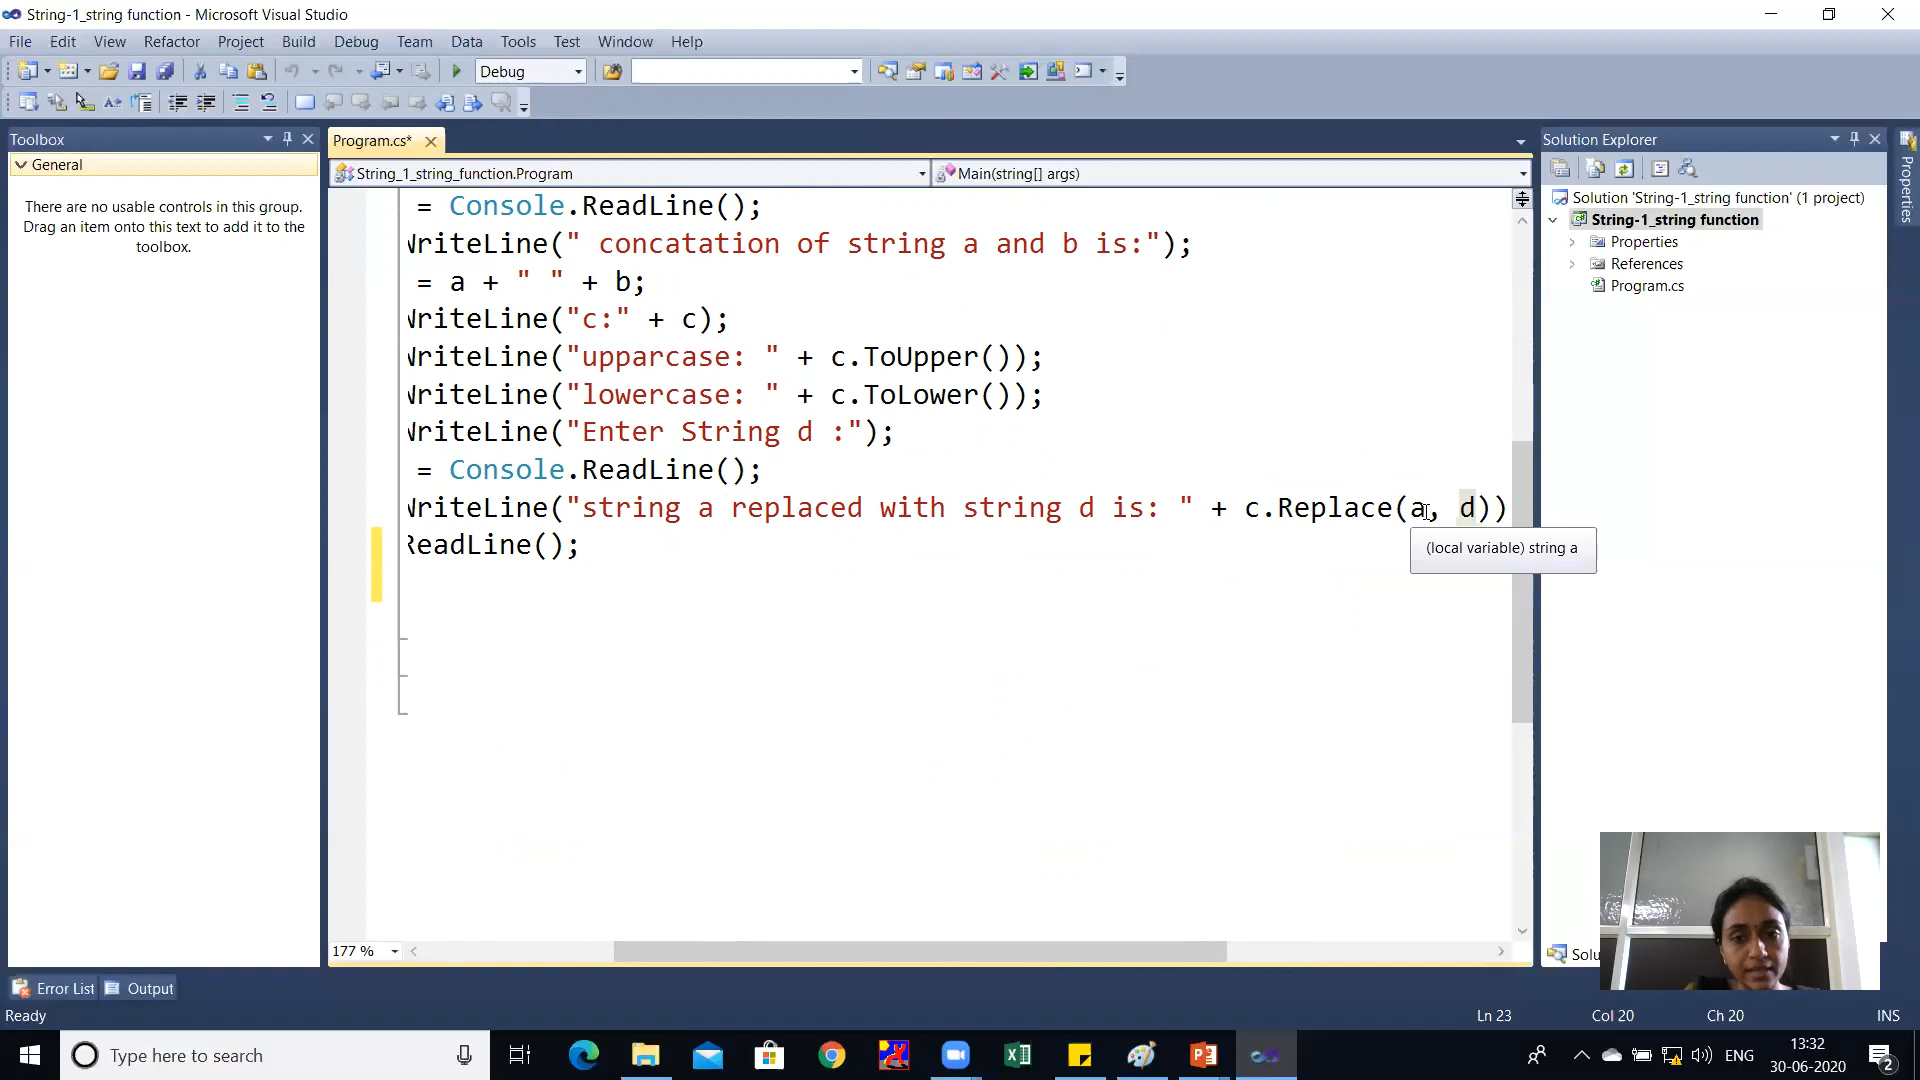 String-1_string function - Microsoft Visual Studio
File Edit View Refactor Project Build Debug Team Data Tools Test Window Help
Debug
Toolbox
General
There are no usable controls in this group.
Drag an item onto this text to add it to the
toolbox.
Program.cs*
String_1_string_function.Program
Main(string[] args)
= Console.ReadLine();
WriteLine(" concatation of string a and b is:");
= a + " " + b;
WriteLine("c:" + c);
WriteLine("upparcase: " + c.ToUpper());
WriteLine("lowercase: " + c.ToLower());
WriteLine("Enter String d :");
= Console.ReadLine();
WriteLine("string a replaced with string d is: " + c.Replace(a, d))
ReadLine();
(local variable) string a
177 %
Solution Explorer
Solution 'String-1_string function' (1 project)
String-1_string function
Properties
References
Program.cs
Solu
Properties
Error List Output
Ready
Ln 23 Col 20 Ch 20 INS
Type here to search
ENG
13:32
30-06-2020
2